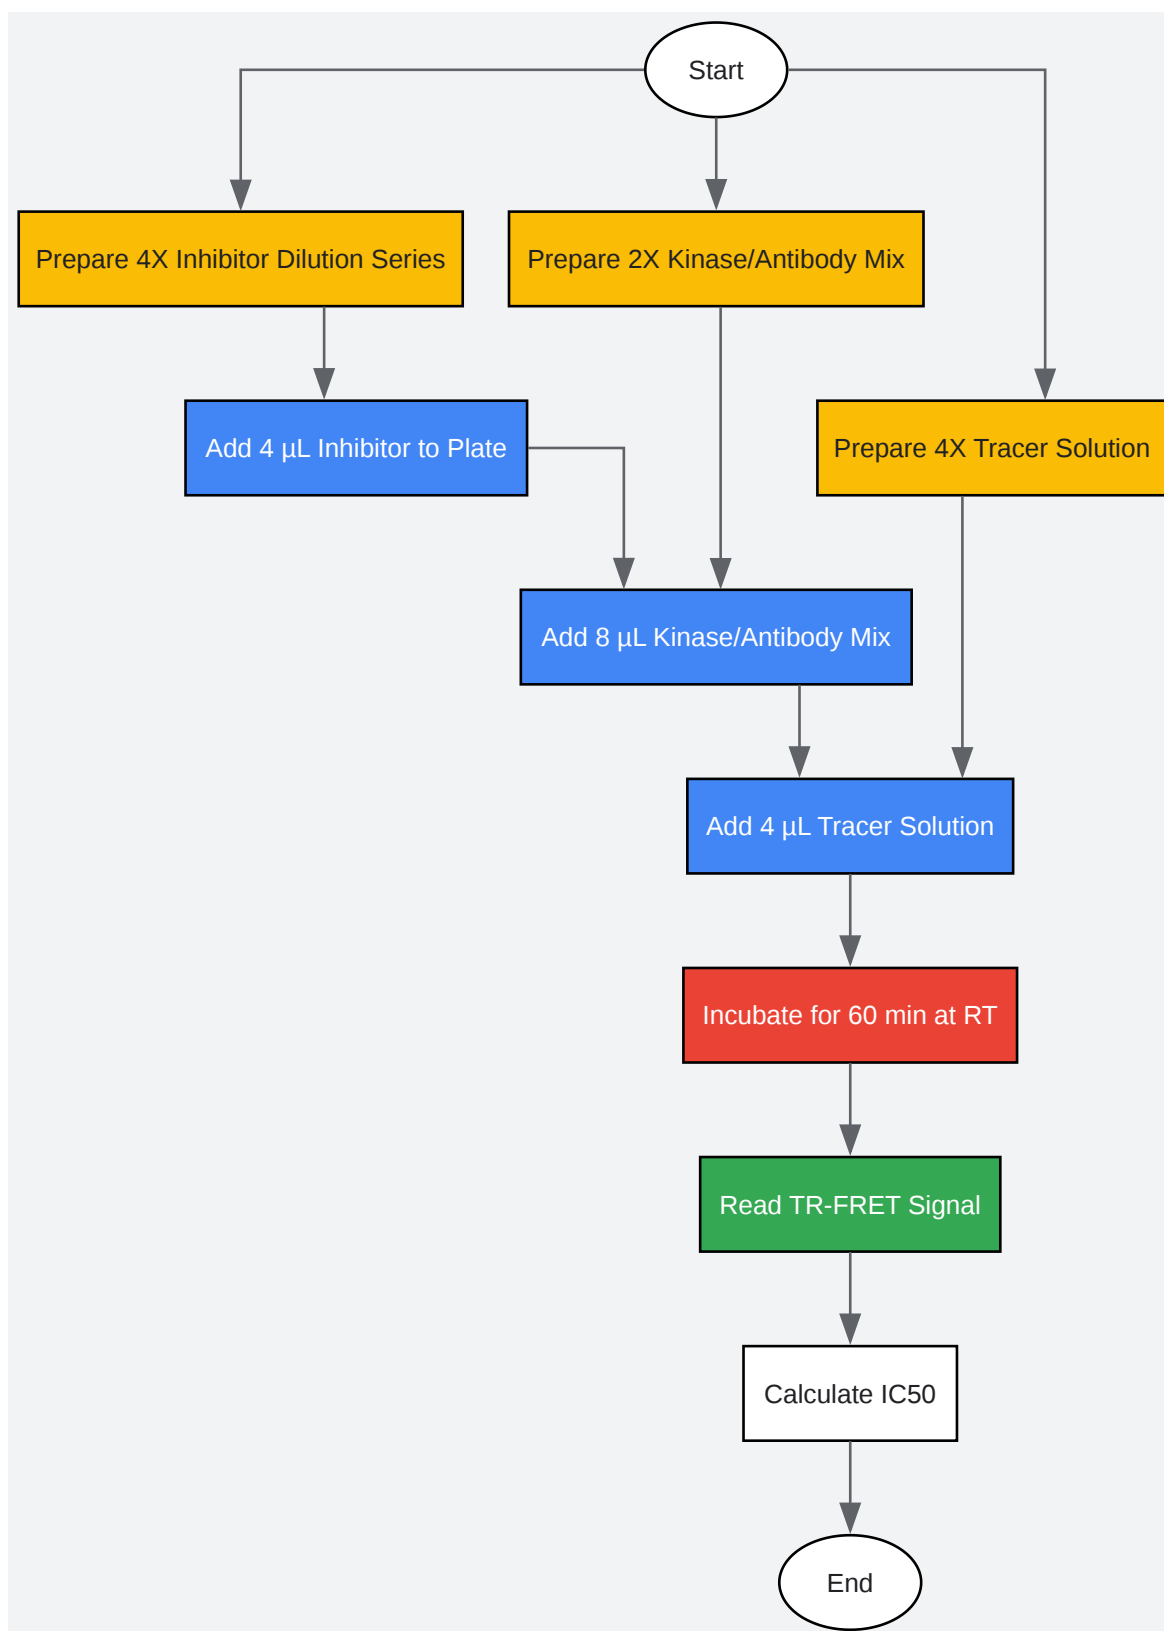 Start
Prepare 4X Inhibitor Dilution Series
Prepare 2X Kinase/Antibody Mix
Add 4 µL Inhibitor to Plate
Prepare 4X Tracer Solution
Add 8 µL Kinase/Antibody Mix
Add 4 µL Tracer Solution
Incubate for 60 min at RT
Read TR-FRET Signal
Calculate IC50
End